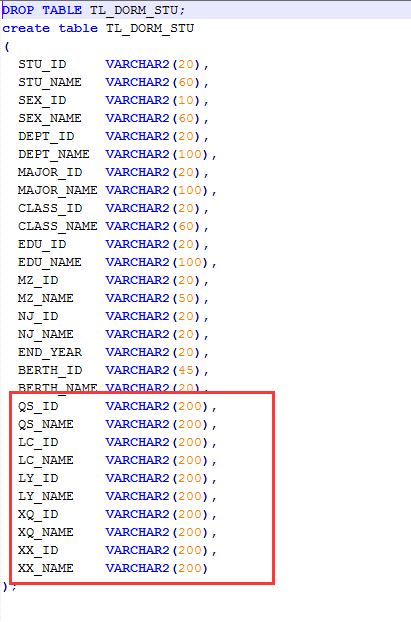 DROP TABLE TL_DORM_STU;
create table TL_DORM_STU
(
STU_ID VARCHAR2(20),
STU_NAME VARCHAR2(60),
SEX_ID VARCHAR2(10),
SEX_NAME VARCHAR2(60),
DEPT_ID VARCHAR2(20),
DEPT_NAME VARCHAR2(100),
MAJOR_ID VARCHAR2(20),
MAJOR_NAME VARCHAR2(100),
CLASS_ID VARCHAR2(20),
CLASS_NAME VARCHAR2(60),
EDU_ID VARCHAR2(20),
EDU_NAME VARCHAR2(100),
MZ_ID VARCHAR2(20),
MZ_NAME VARCHAR2(50),
NJ_ID VARCHAR2(20),
NJ_NAME VARCHAR2(20),
END_YEAR VARCHAR2(20),
BERTH_ID VARCHAR2(45),
BERTH_NAME VARCHAR2(20),
QS_ID VARCHAR2(200),
QS_NAME VARCHAR2(200),
LC_ID VARCHAR2(200),
LC_NAME VARCHAR2(200),
LY_ID VARCHAR2(200),
LY_NAME VARCHAR2(200),
XQ_ID VARCHAR2(200),
XQ_NAME VARCHAR2(200),
XX_ID VARCHAR2(200),
XX_NAME VARCHAR2(200)
);